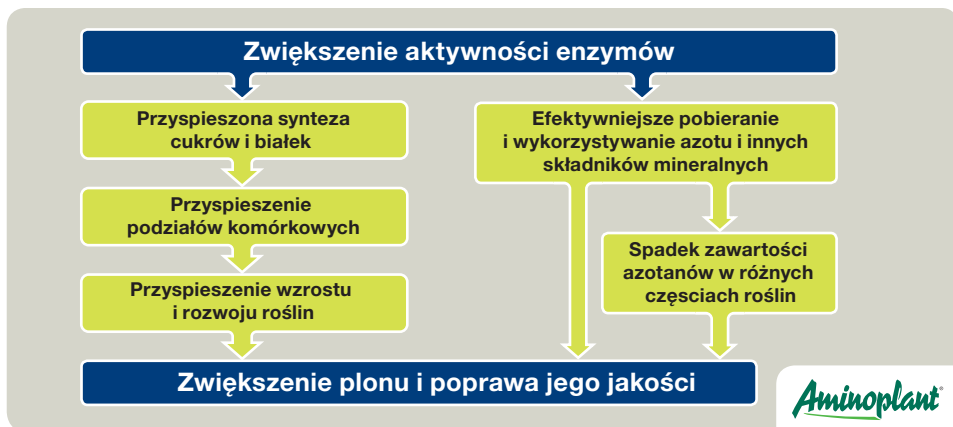 Zwiększenie aktywności enzymów
Przyspieszona synteza
cukrów i białek
Przyspieszenie
podziałów komórkowych
Przyspieszenie wzrostu
i rozwoju roślin
Efektywniejsze pobieranie
i wykorzystywanie azotu i innych
składników mineralnych
Spadek zawartości
azotanów w różnych
częsciach roślin
Zwiększenie plonu i poprawa jego jakości
Aminoplant®